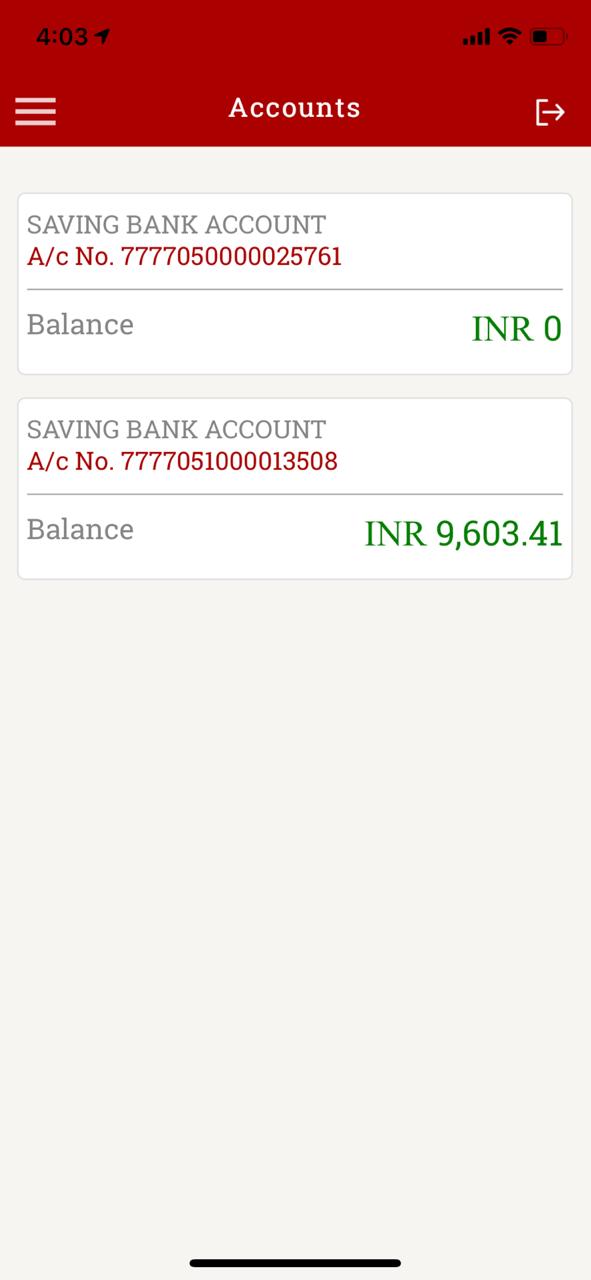 4:03
Accounts
SAVING BANK ACCOUNT
A/c No. 7777050000025761
Balance
INR 0
SAVING BANK ACCOUNT
A/c No. 7777051000013508
Balance
INR 9,603.41